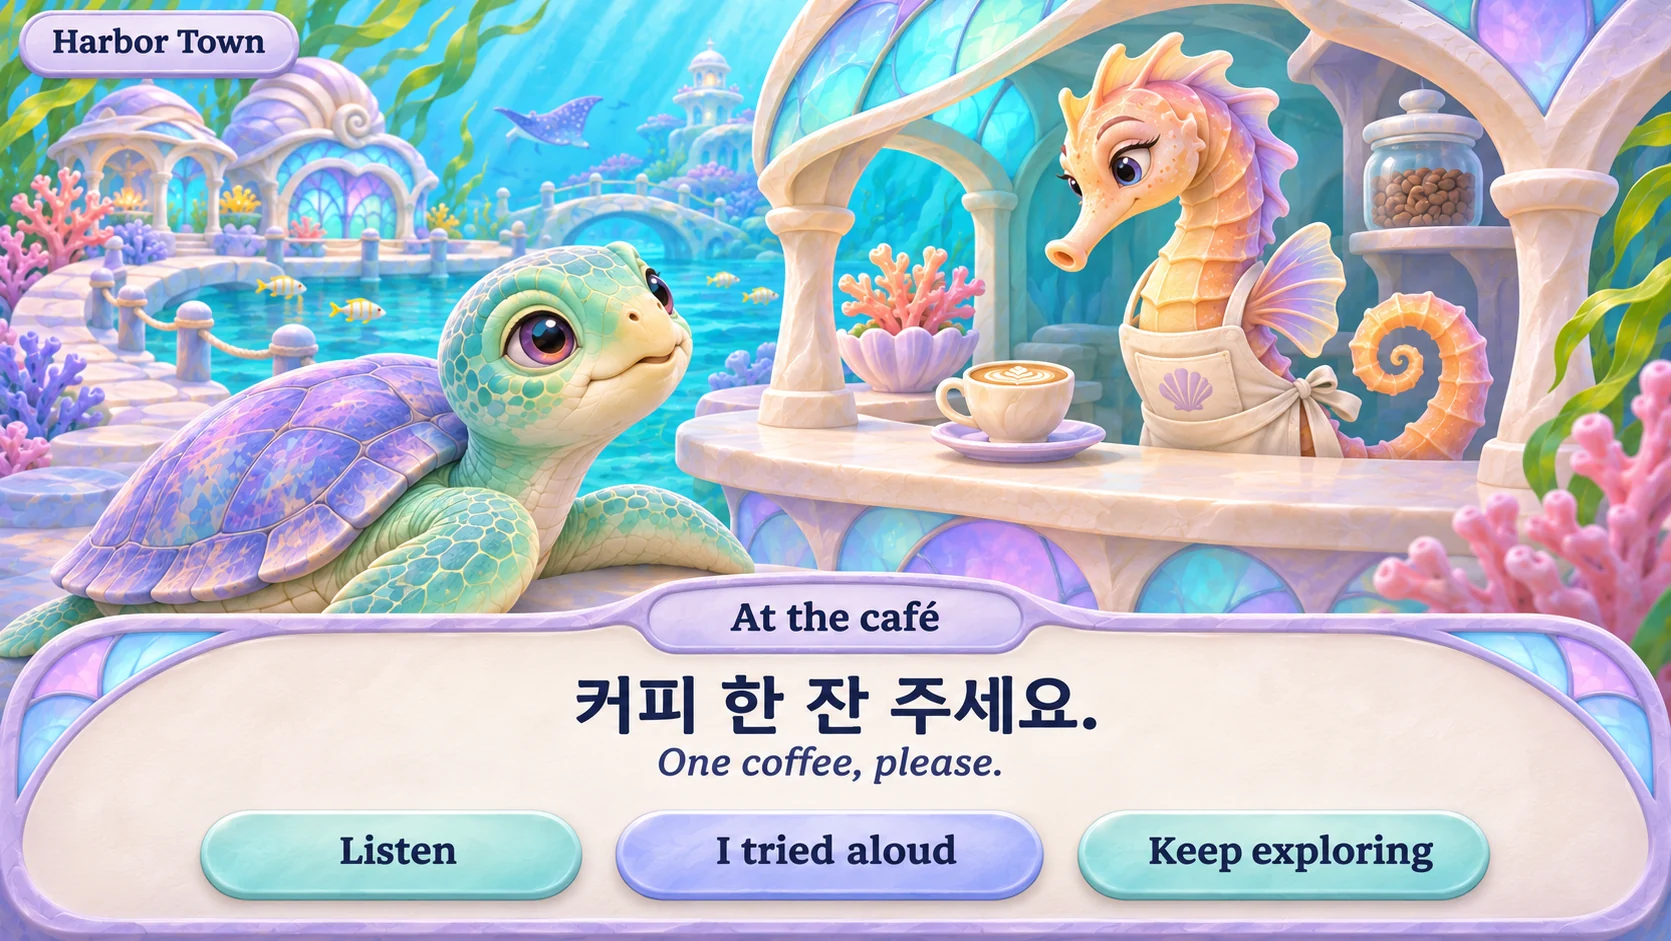 Harbor Town
At the café
커피 한 잔 주세요.
One coffee, please.
Listen
I tried aloud
Keep exploring